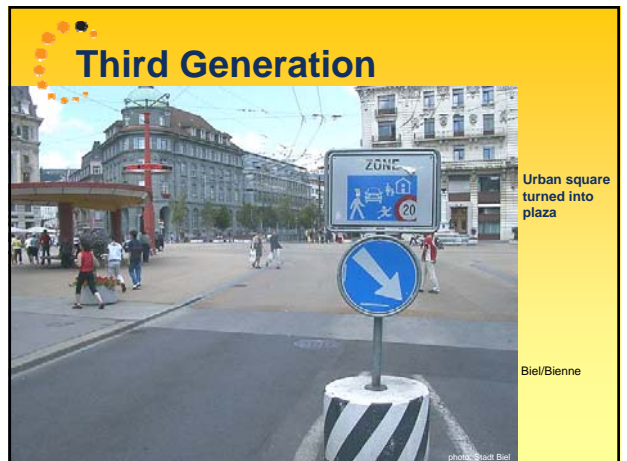 Third Generation
ZONE
20
Urban square
turned into
plaza
Biel/Bienne
photo: Stadt Biel